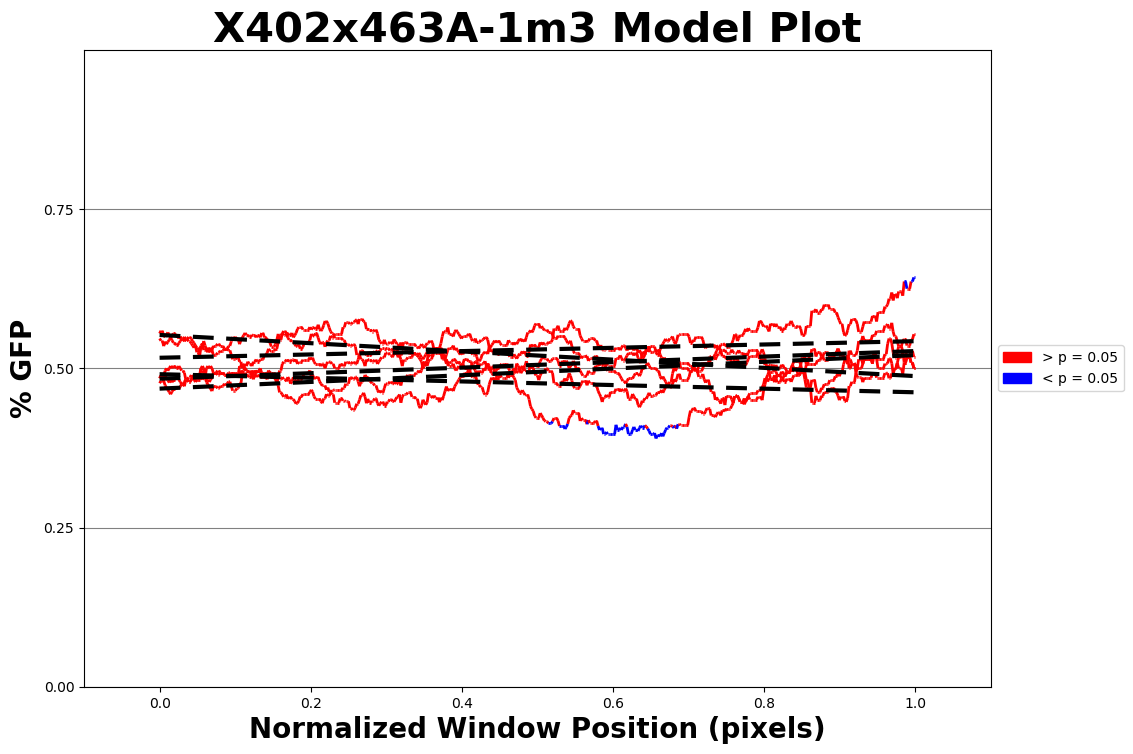 X402x463A-1m3 Model Plot
% GFP
0.75
0.50
0.25
0.00
0.0 0.2 0.4 0.6 0.8 1.0
Normalized Window Position (pixels)
> p = 0.05
< p = 0.05